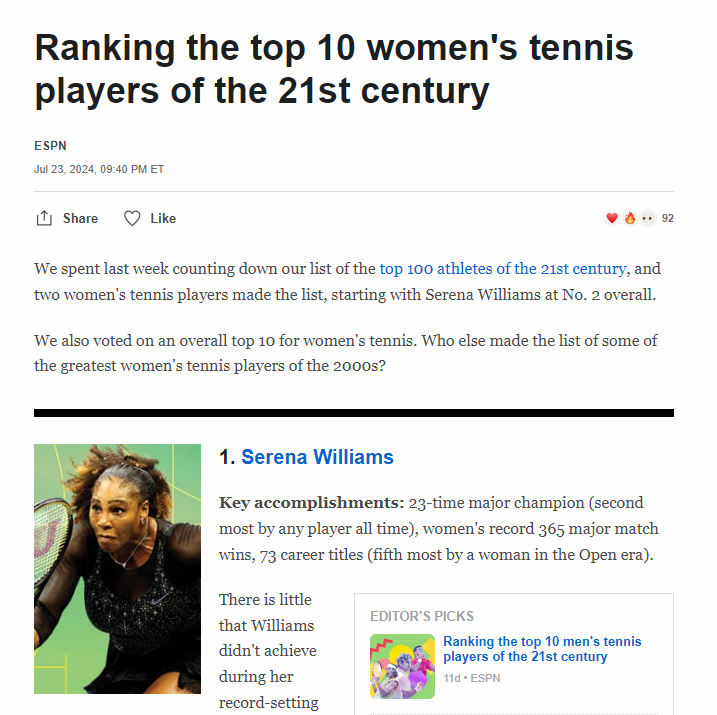 Ranking the top 10 women's tennis
players of the 21st century
ESPN
Jul 23, 2024, 09:40 PM ET
Share
Like
92
We spent last week counting down our list of the top 100 athletes of the 21st century, and
two women's tennis players made the list, starting with Serena Williams at No. 2 overall.
We also voted on an overall top 10 for women's tennis. Who else made the list of some of
the greatest women's tennis players of the 2000s?
1. Serena Williams
Key accomplishments: 23-time major champion (second
most by any player all time), women's record 365 major match
wins, 73 career titles (fifth most by a woman in the Open era).
There is little
that Williams
didn't achieve
during her
record-setting
EDITOR'S PICKS
Ranking the top 10 men's tennis
players of the 21st century
11d • ESPN